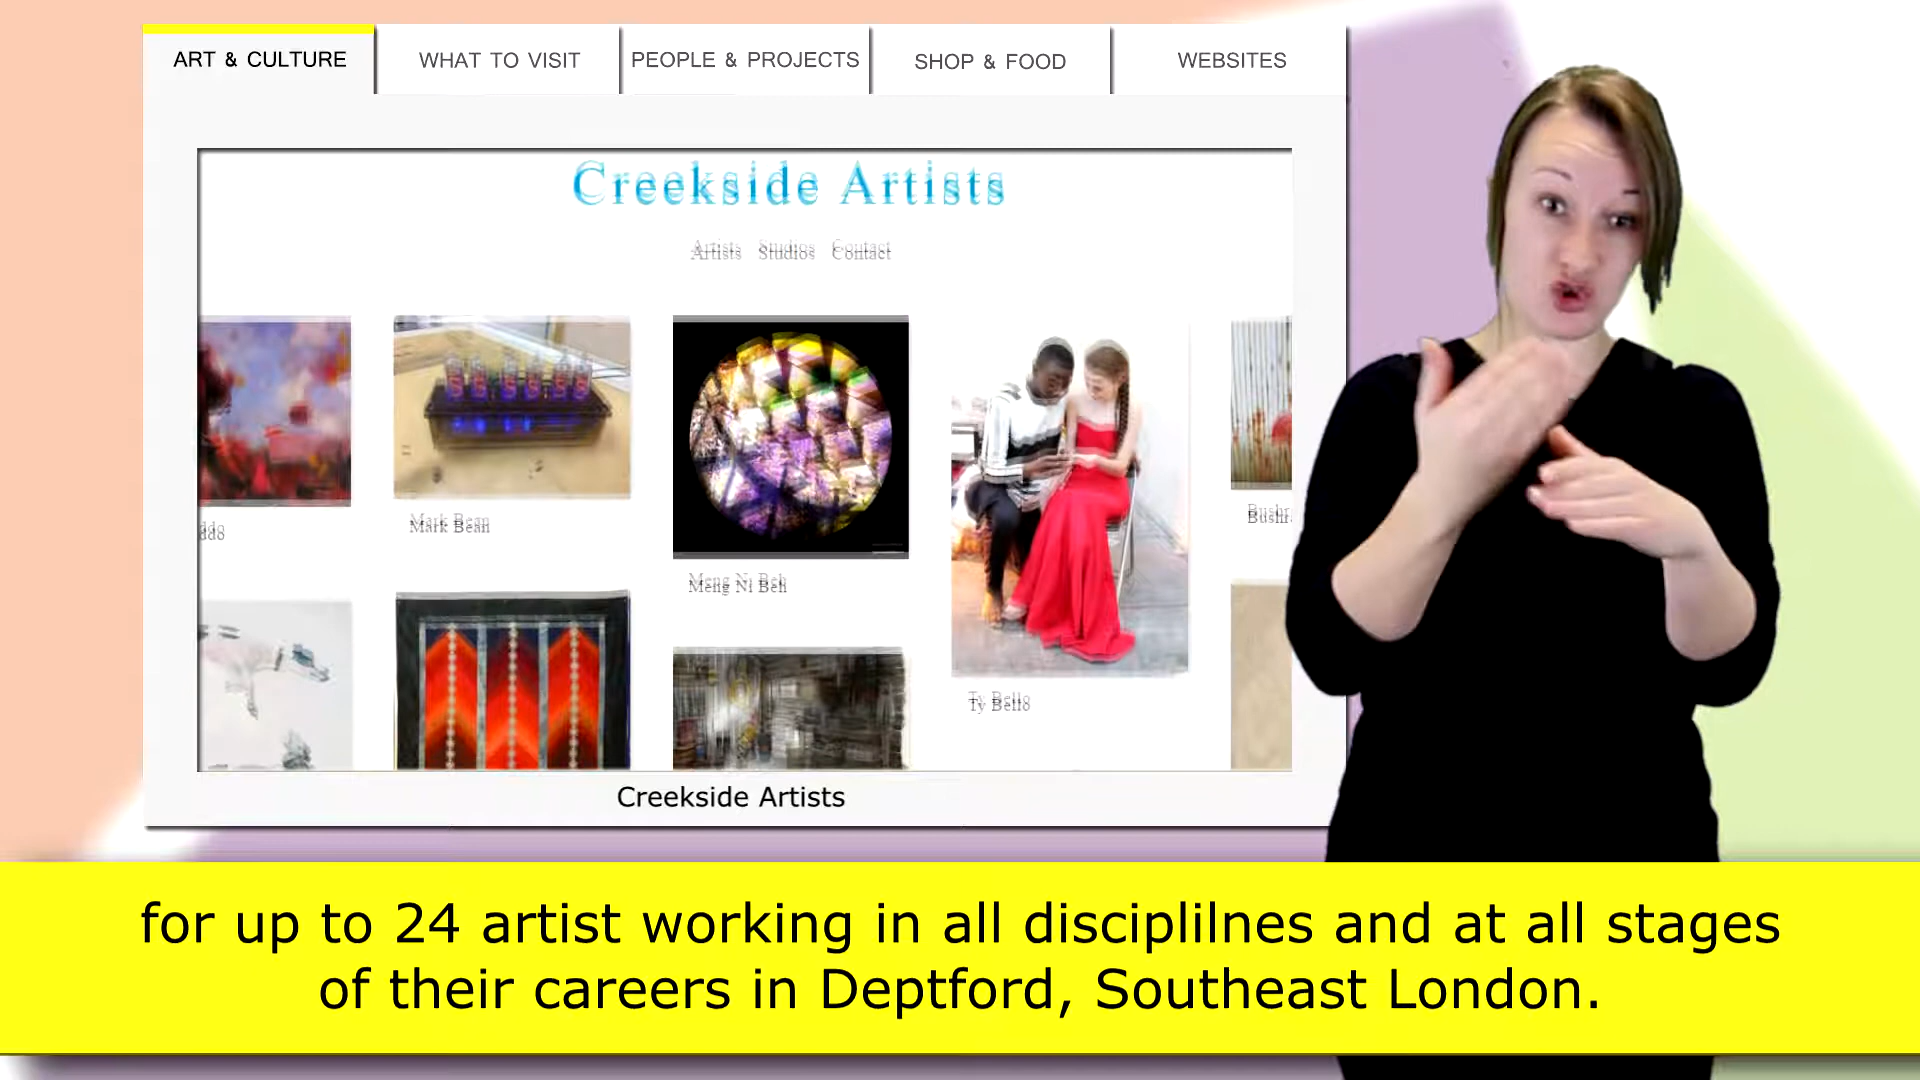 ART & CULTURE
WHAT TO VISIT
PEOPLE & PROJECTS
SHOP & FOOD
WEBSITES
Creekside Artists
Artists Studios Contact
Mark Bean
Meng Ni Beh
Ty Bello
Creekside Artists
for up to 24 artist working in all discipliлnes and at all stages
of their careers in Deptford, Southeast London.